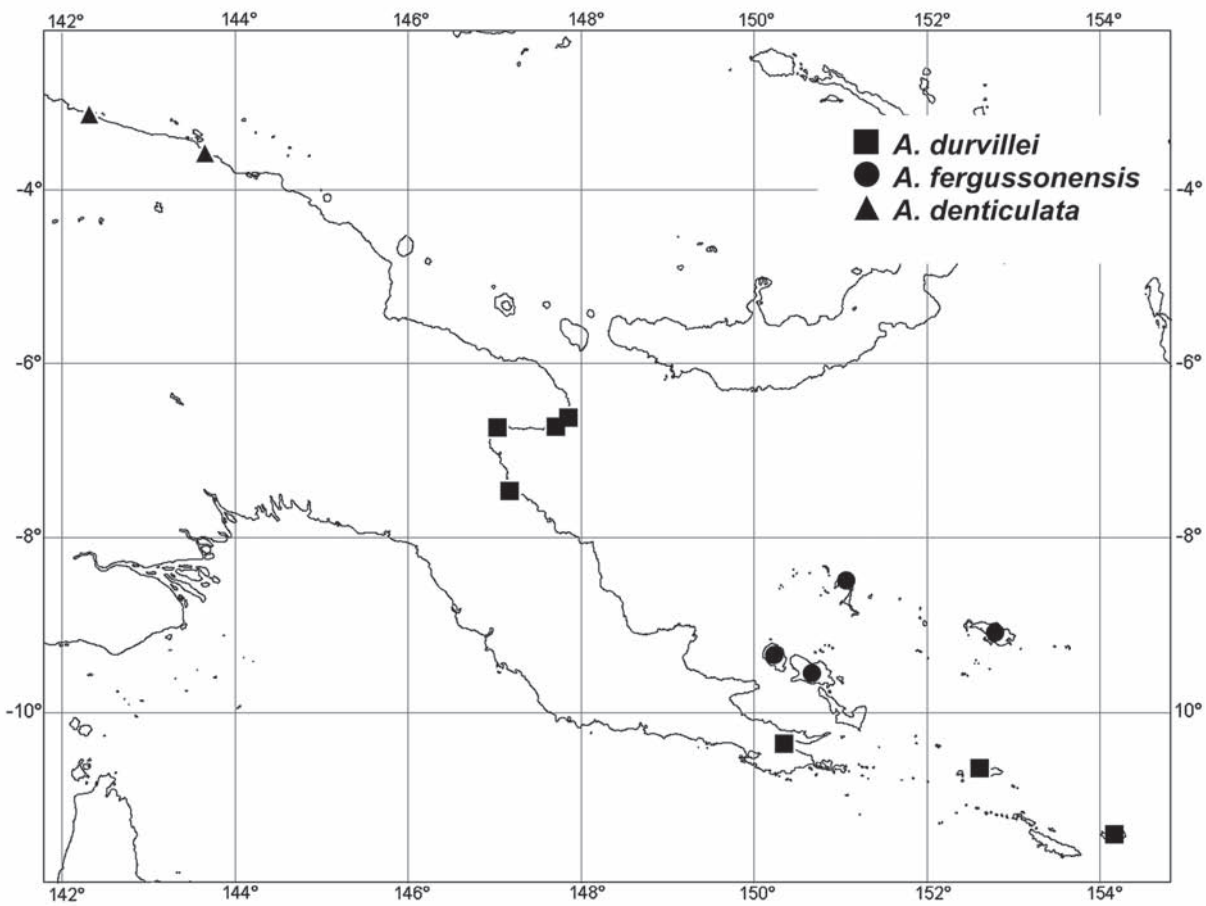 142° 144° 146° 148° 150° 152° 154°
A. durvillei
A. fergussonensis
A. denticulata
-4° -4°
-6° -6°
-8° -8°
-10° 10°
142° 144° 146° 148° 150° 152° 154°